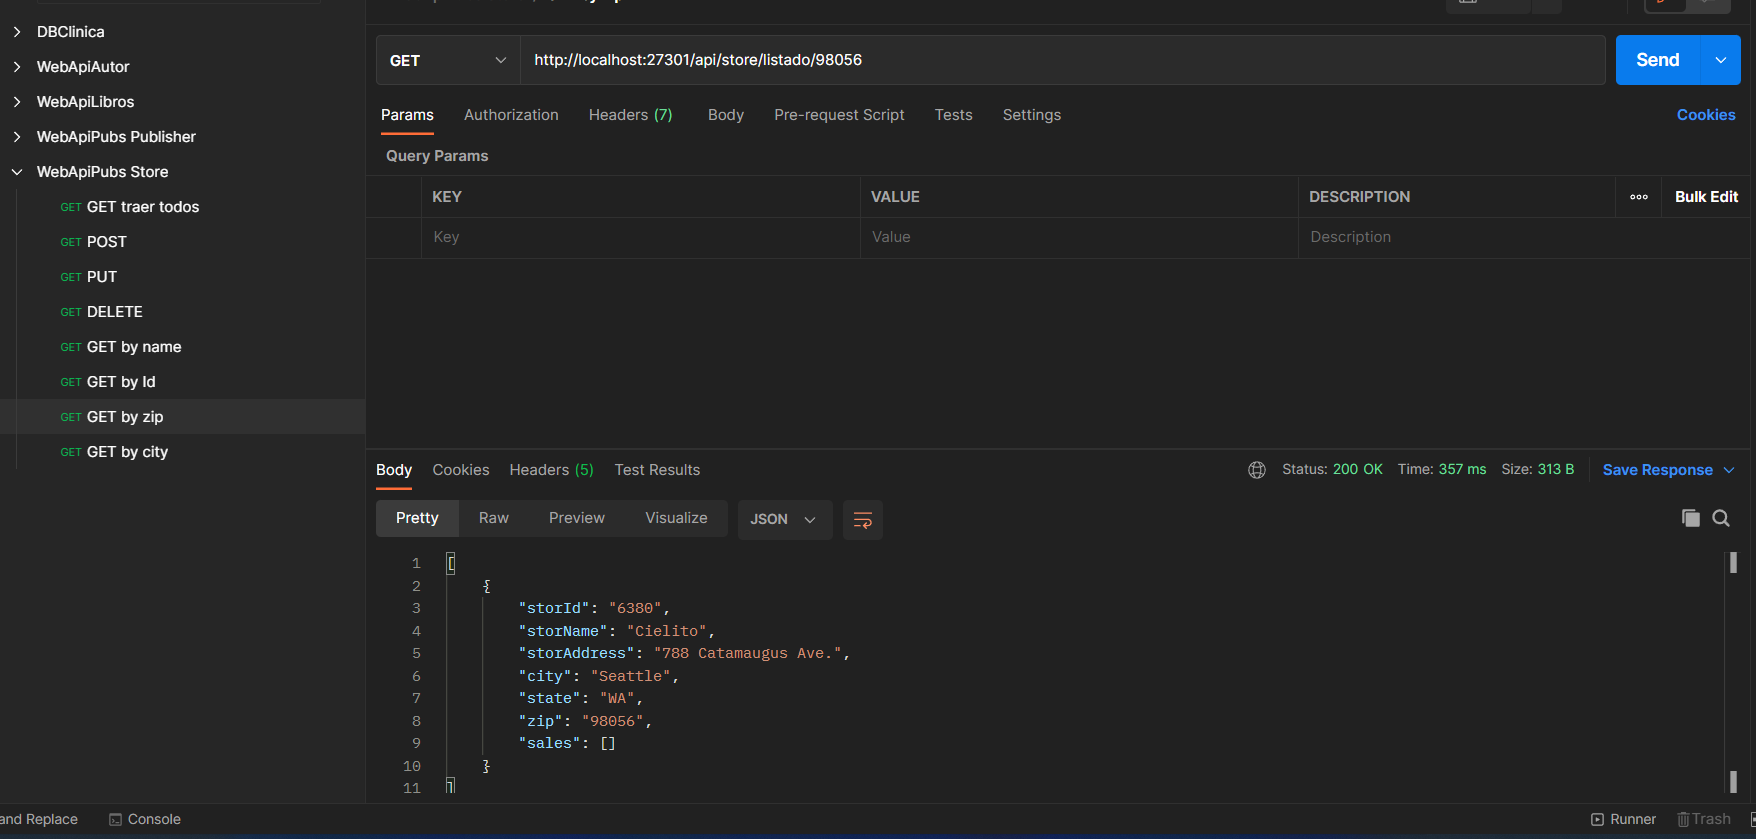 DBClinica
WebApiAutor
WebApiLibros
WebApiPubs Publisher
WebApiPubs Store
GET GET traer todos
GET POST
GET PUT
GET DELETE
GET GET by name
GET GET by Id
GET GET by zip
GET GET by city
GET http://localhost:27301/api/store/listado/98056 Send
Params Authorization Headers (7) Body Pre-request Script Tests Settings Cookies
Query Params
KEY VALUE DESCRIPTION Bulk Edit
Key Value Description
Body Cookies Headers (5) Test Results Status: 200 OK Time: 357 ms Size: 313 B Save Response
Pretty Raw Preview Visualize JSON
1 [
2 {
3 "storId": "6380",
4 "storName": "Cielito",
5 "storAddress": "788 Catamaugus Ave.",
6 "city": "Seattle",
7 "state": "WA",
8 "zip": "98056",
9 "sales": []
10 }
11 ]
and Replace Console Runner Trash